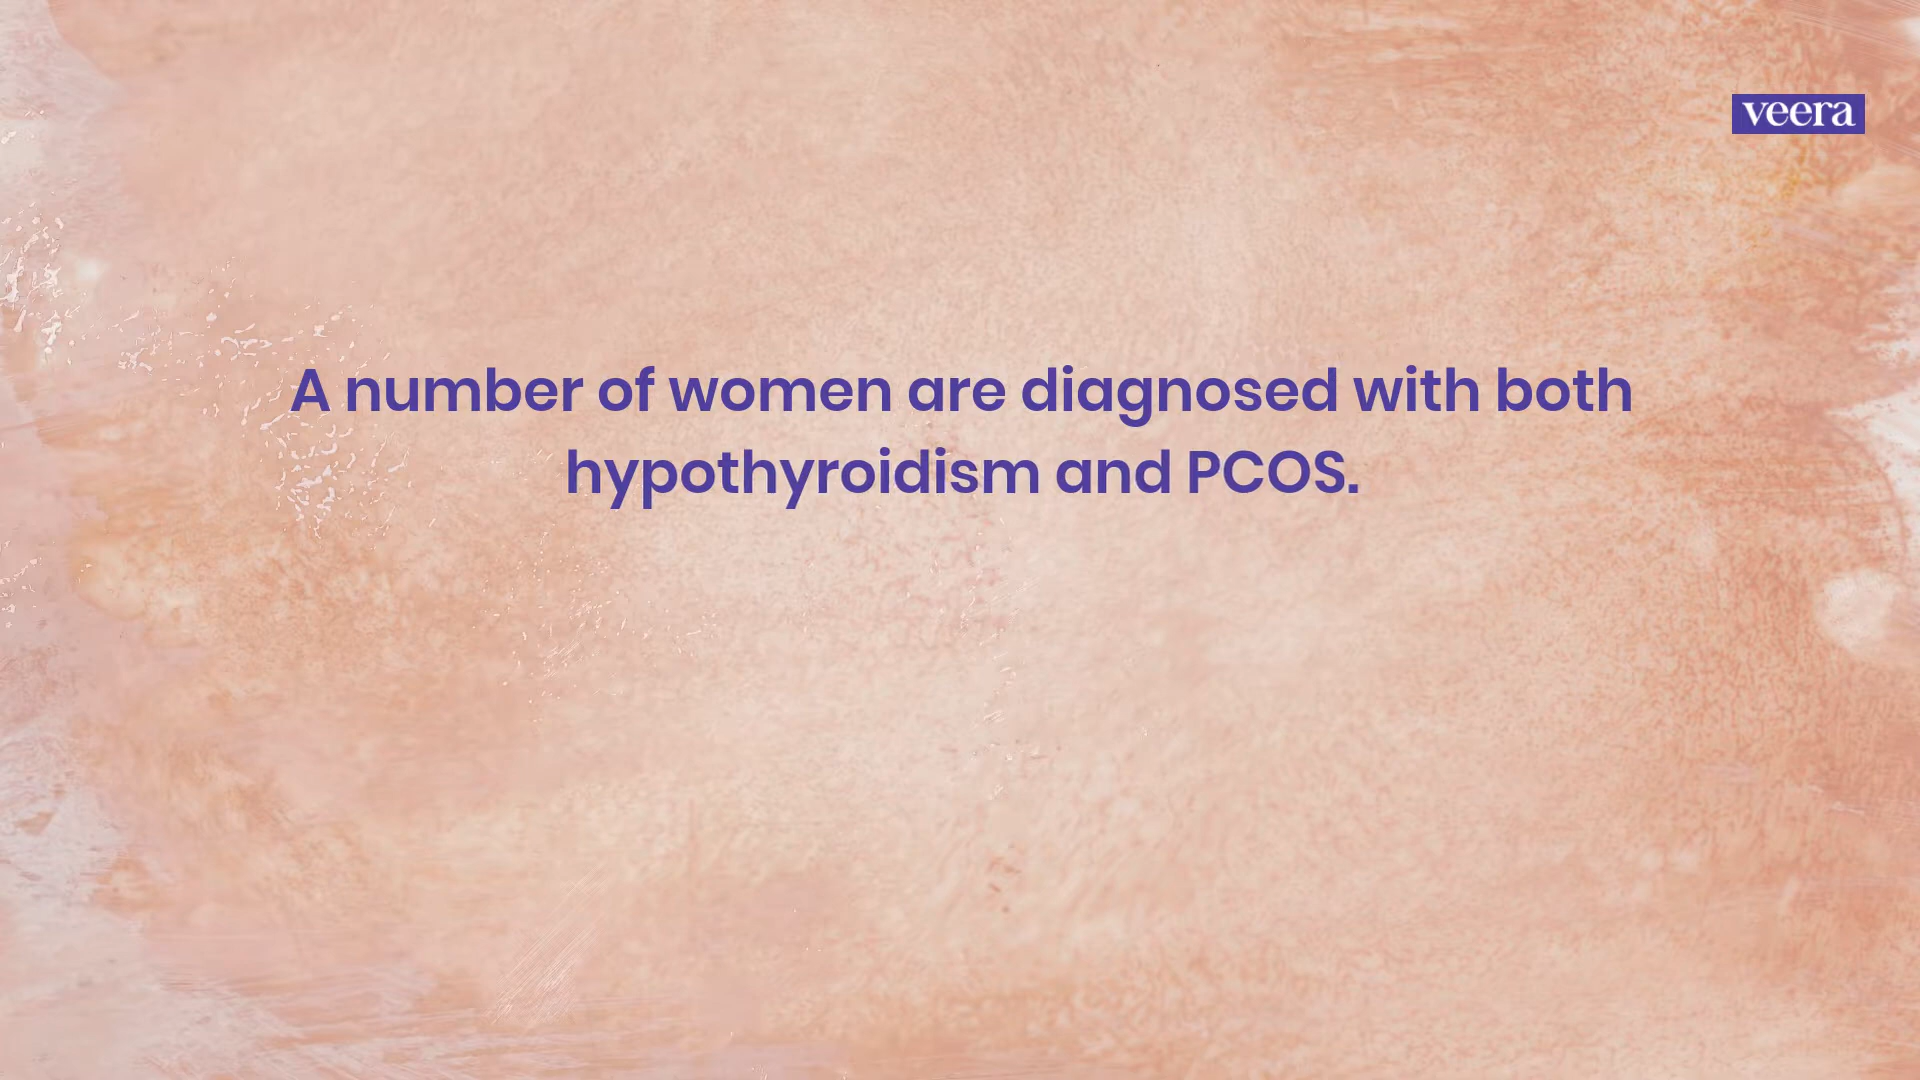 veera
A number of women are diagnosed with both
hypothyroidism and PCOS.